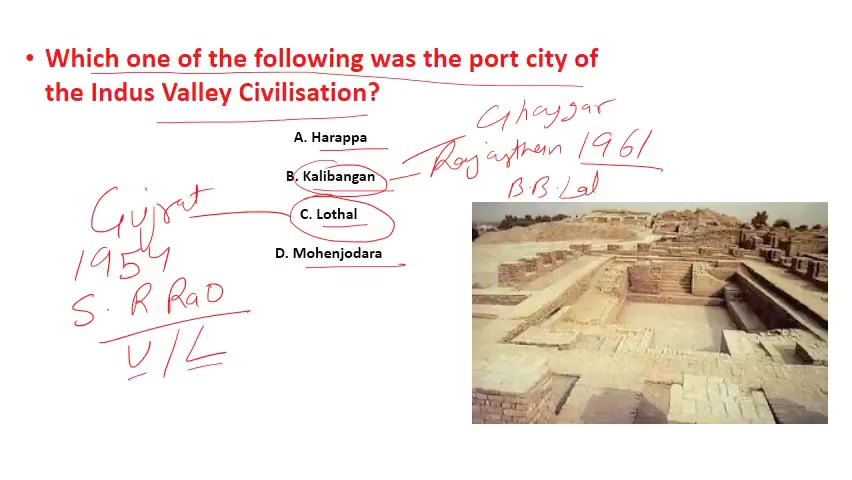 • Which one of the following was the port city of
the Indus Valley Civilisation?
A. Harappa
B. Kalibangan
C. Lothal
D. Mohenjodara
Ghaggar
Rajasthan 1961
B.B. Lal
Gujrat
1954
S. R. Rao
U/L